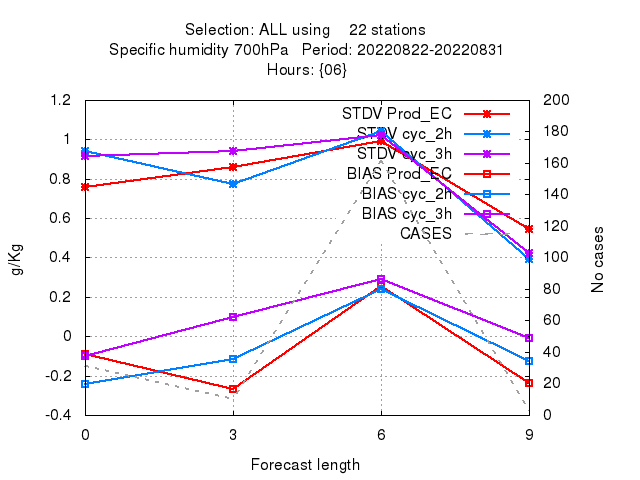 Selection: ALL using 22 stations
Specific humidity 700hPa Period: 20220822-20220831
Hours: {06}
1.2
1
0.8
0.6
0.4
0.2
0
-0.2
-0.4
200
180
160
140
120
100
80
60
40
20
0
STDV Prod_EC
STDV cyc_2h
STDV cyc_3h
BIAS Prod_EC
BIAS cyc_2h
BIAS cyc_3h
CASES
g/Kg
No cases
0 3 6 9
Forecast length